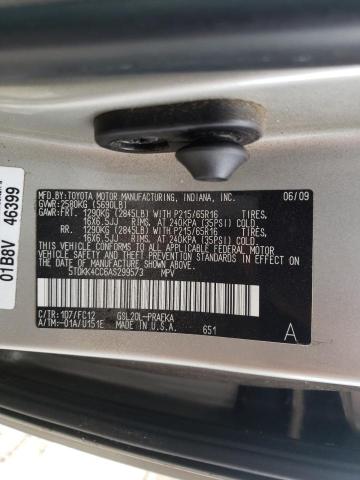 MFD.BY:TOYOTA MOTOR MANUFACTURING, INDIANA, INC. 06/09
GVWR:2580KG (5690LB)
GAWR:FRT. 1290KG (2845LB) WITH P215/65R16 TIRES,
16X6.5JJ RIMS, AT 240KPA (35PSI) COLD.
RR. 1290KG (2845LB) WITH P215/65R16 TIRES,
16X6.5JJ RIMS, AT 240KPA (35PSI) COLD.
THIS VEHICLE CONFORMS TO ALL APPLICABLE
FEDERAL MOTOR VEHICLE SAFETY, BUMPER, AND
THEFT PREVENTION STANDARDS IN EFFECT ON THE
DATE OF MANUFACTURE SHOWN ABOVE.
5TDKK4CC6AS299573 MPV
C/TR:1D7/FC12 GSL20L-PRAEKA
A/TM:-01A/U151E MADE IN U.S.A.
651
A
01B8V 46399